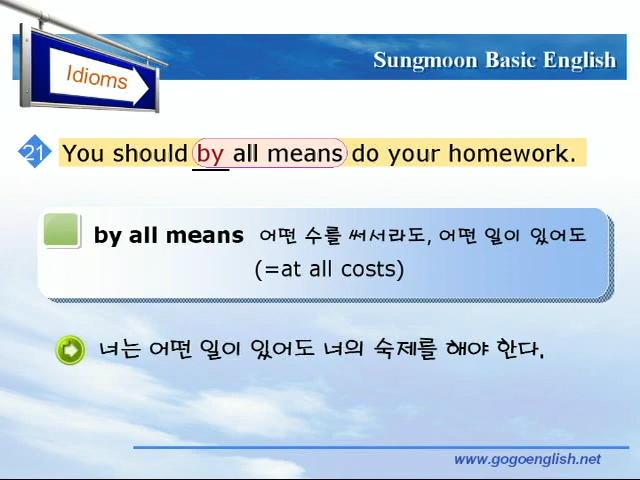 Idioms
Sungmoon Basic English
21 You should by all means do your homework.
by all means 어떤 수를 써서라도, 어떤 일이 있어도
(=at all costs)
너는 어떤 일이 있어도 너의 숙제를 해야 한다.
www.gogoenglish.net